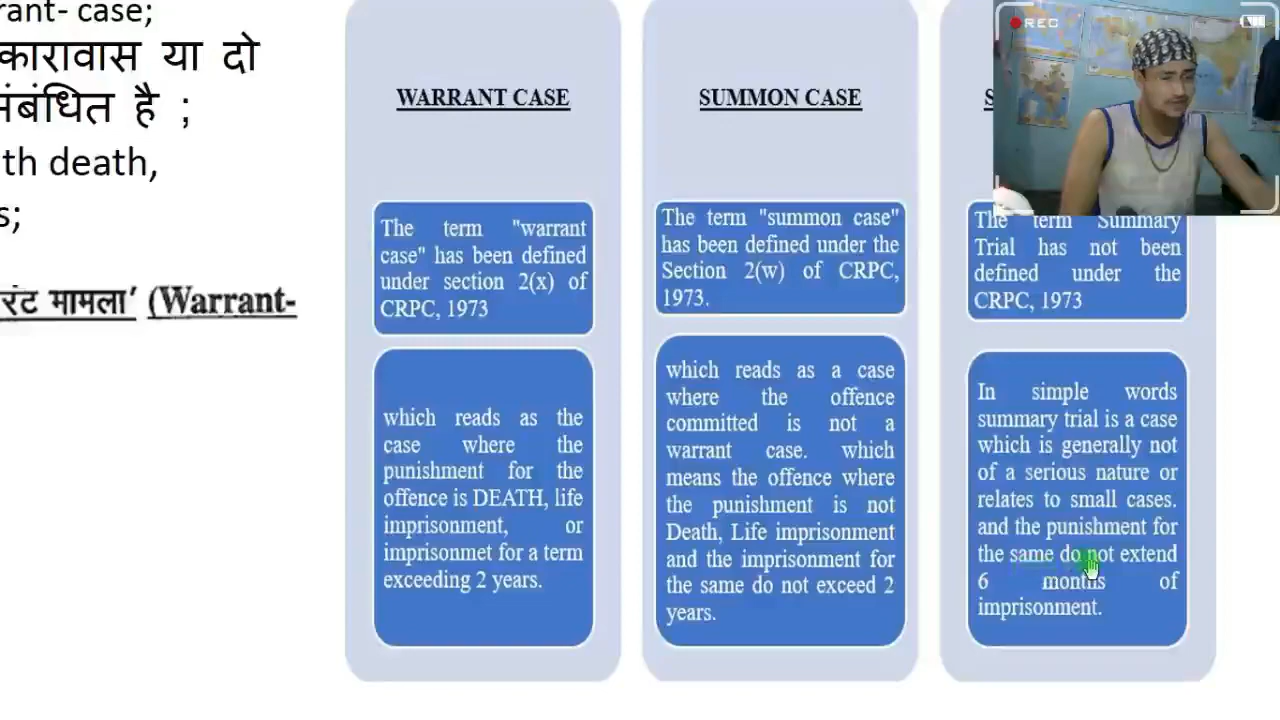 rant- case;
कारावास या दो
संबंधित है ;
th death,
s;
रंट मामला' (Warrant-
WARRANT CASE
The term "warrant
case" has been defined
under section 2(x) of
CRPC, 1973
which reads as the
case where the
punishment for the
offence is DEATH, life
imprisonment, or
imprisonmet for a term
exceeding 2 years.
SUMMON CASE
The term "summon case"
has been defined under the
Section 2(w) of CRPC,
1973.
which reads as a case
where the offence
committed is not a
warrant case. which
means the offence where
the punishment is not
Death, Life imprisonment
and the imprisonment for
the same do not exceed 2
years.
S
REC
The term Summary
Trial has not been
defined under the
CRPC, 1973
In simple words
summary trial is a case
which is generally not
of a serious nature or
relates to small cases.
and the punishment for
the same do not extend
6 months of
imprisonment.